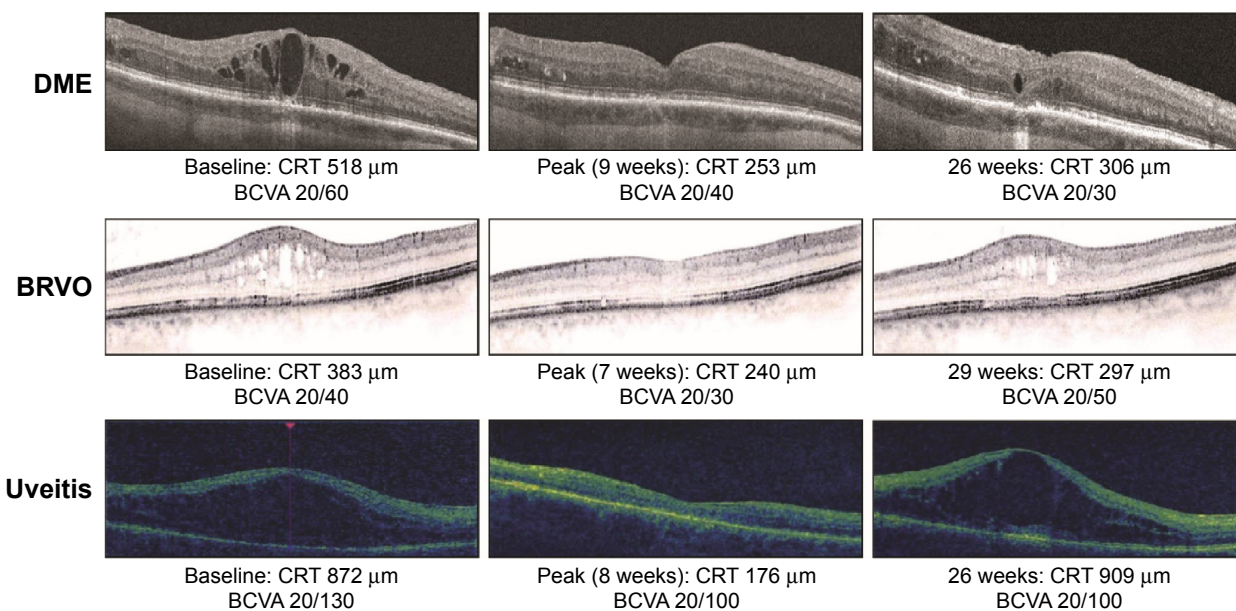 DME
Baseline: CRT 518 μm
BCVA 20/60
Peak (9 weeks): CRT 253 μm
BCVA 20/40
26 weeks: CRT 306 μm
BCVA 20/30
BRVO
Baseline: CRT 383 μm
BCVA 20/40
Peak (7 weeks): CRT 240 μm
BCVA 20/30
29 weeks: CRT 297 μm
BCVA 20/50
Uveitis
Baseline: CRT 872 μm
BCVA 20/130
Peak (8 weeks): CRT 176 μm
BCVA 20/100
26 weeks: CRT 909 μm
BCVA 20/100